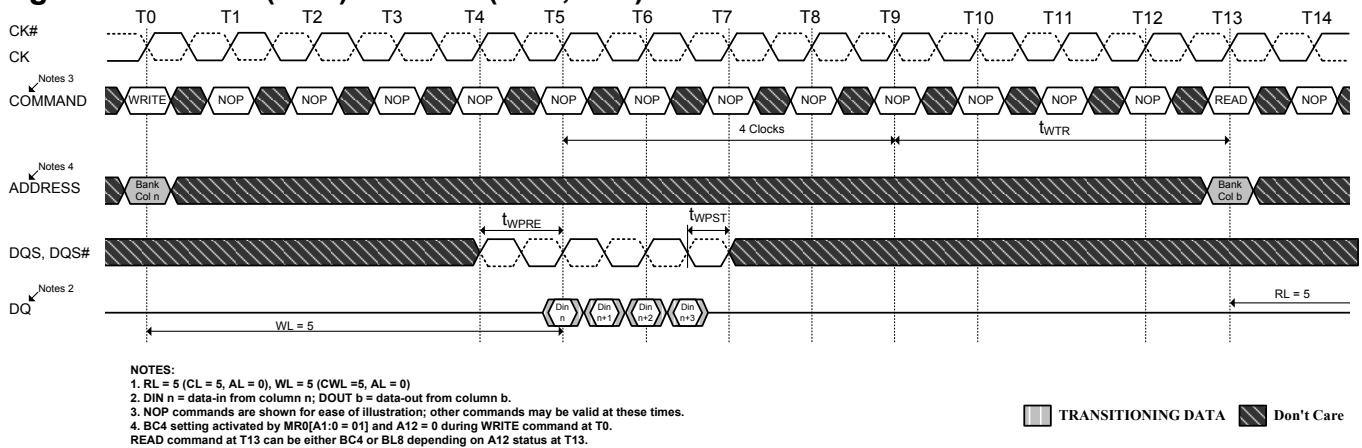 T0 T1 T2 T3 T4 T5 T6 T7 T8 T9 T10 T11 T12 T13 T14
CK#
CK
Notes 3
COMMAND
WRITE NOP NOP NOP NOP NOP NOP NOP NOP NOP NOP NOP NOP READ NOP
4 Clocks
tWTR
Notes 4
ADDRESS
Bank
Col n
Bank
Col b
tWPRE
tWPST
DQS, DQS#
Notes 2
DQ
Din
n
Din
n+1
Din
n+2
Din
n+3
RL = 5
WL = 5
NOTES:
1. RL = 5 (CL = 5, AL = 0), WL = 5 (CWL =5, AL = 0)
2. DIN n = data-in from column n; DOUT b = data-out from column b.
3. NOP commands are shown for ease of illustration; other commands may be valid at these times.
4. BC4 setting activated by MR0[A1:0 = 01] and A12 = 0 during WRITE command at T0.
READ command at T13 can be either BC4 or BL8 depending on A12 status at T13.
TRANSITIONING DATA
Don't Care